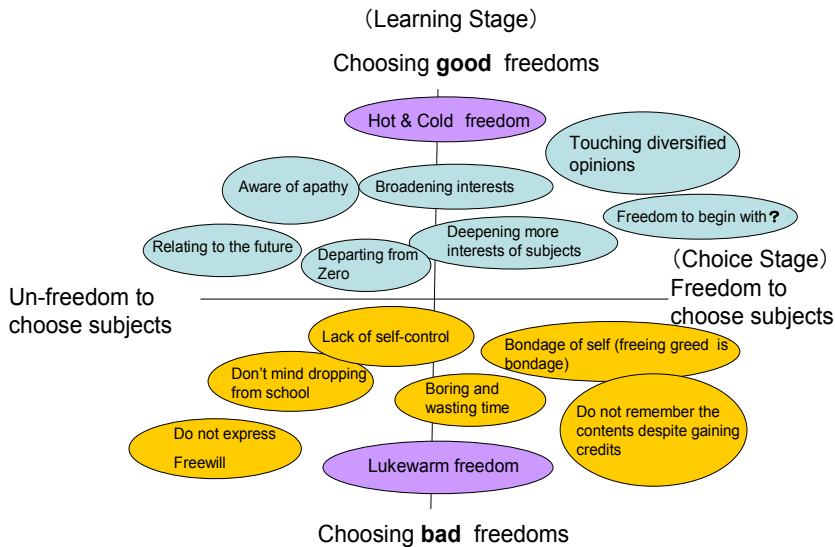 （Learning Stage）
Choosing good freedoms
Hot & Cold freedom
Touching diversified
opinions
Aware of apathy
Broadening interests
Freedom to begin with？
Relating to the future
Departing from
Zero
Deepening more
interests of subjects
（Choice Stage）
Un-freedom to
choose subjects
Freedom to
choose subjects
Lack of self-control
Bondage of self (freeing greed is
bondage)
Don't mind dropping
from school
Boring and
wasting time
Do not remember the
contents despite gaining
credits
Do not express
Freewill
Lukewarm freedom
Choosing bad freedoms